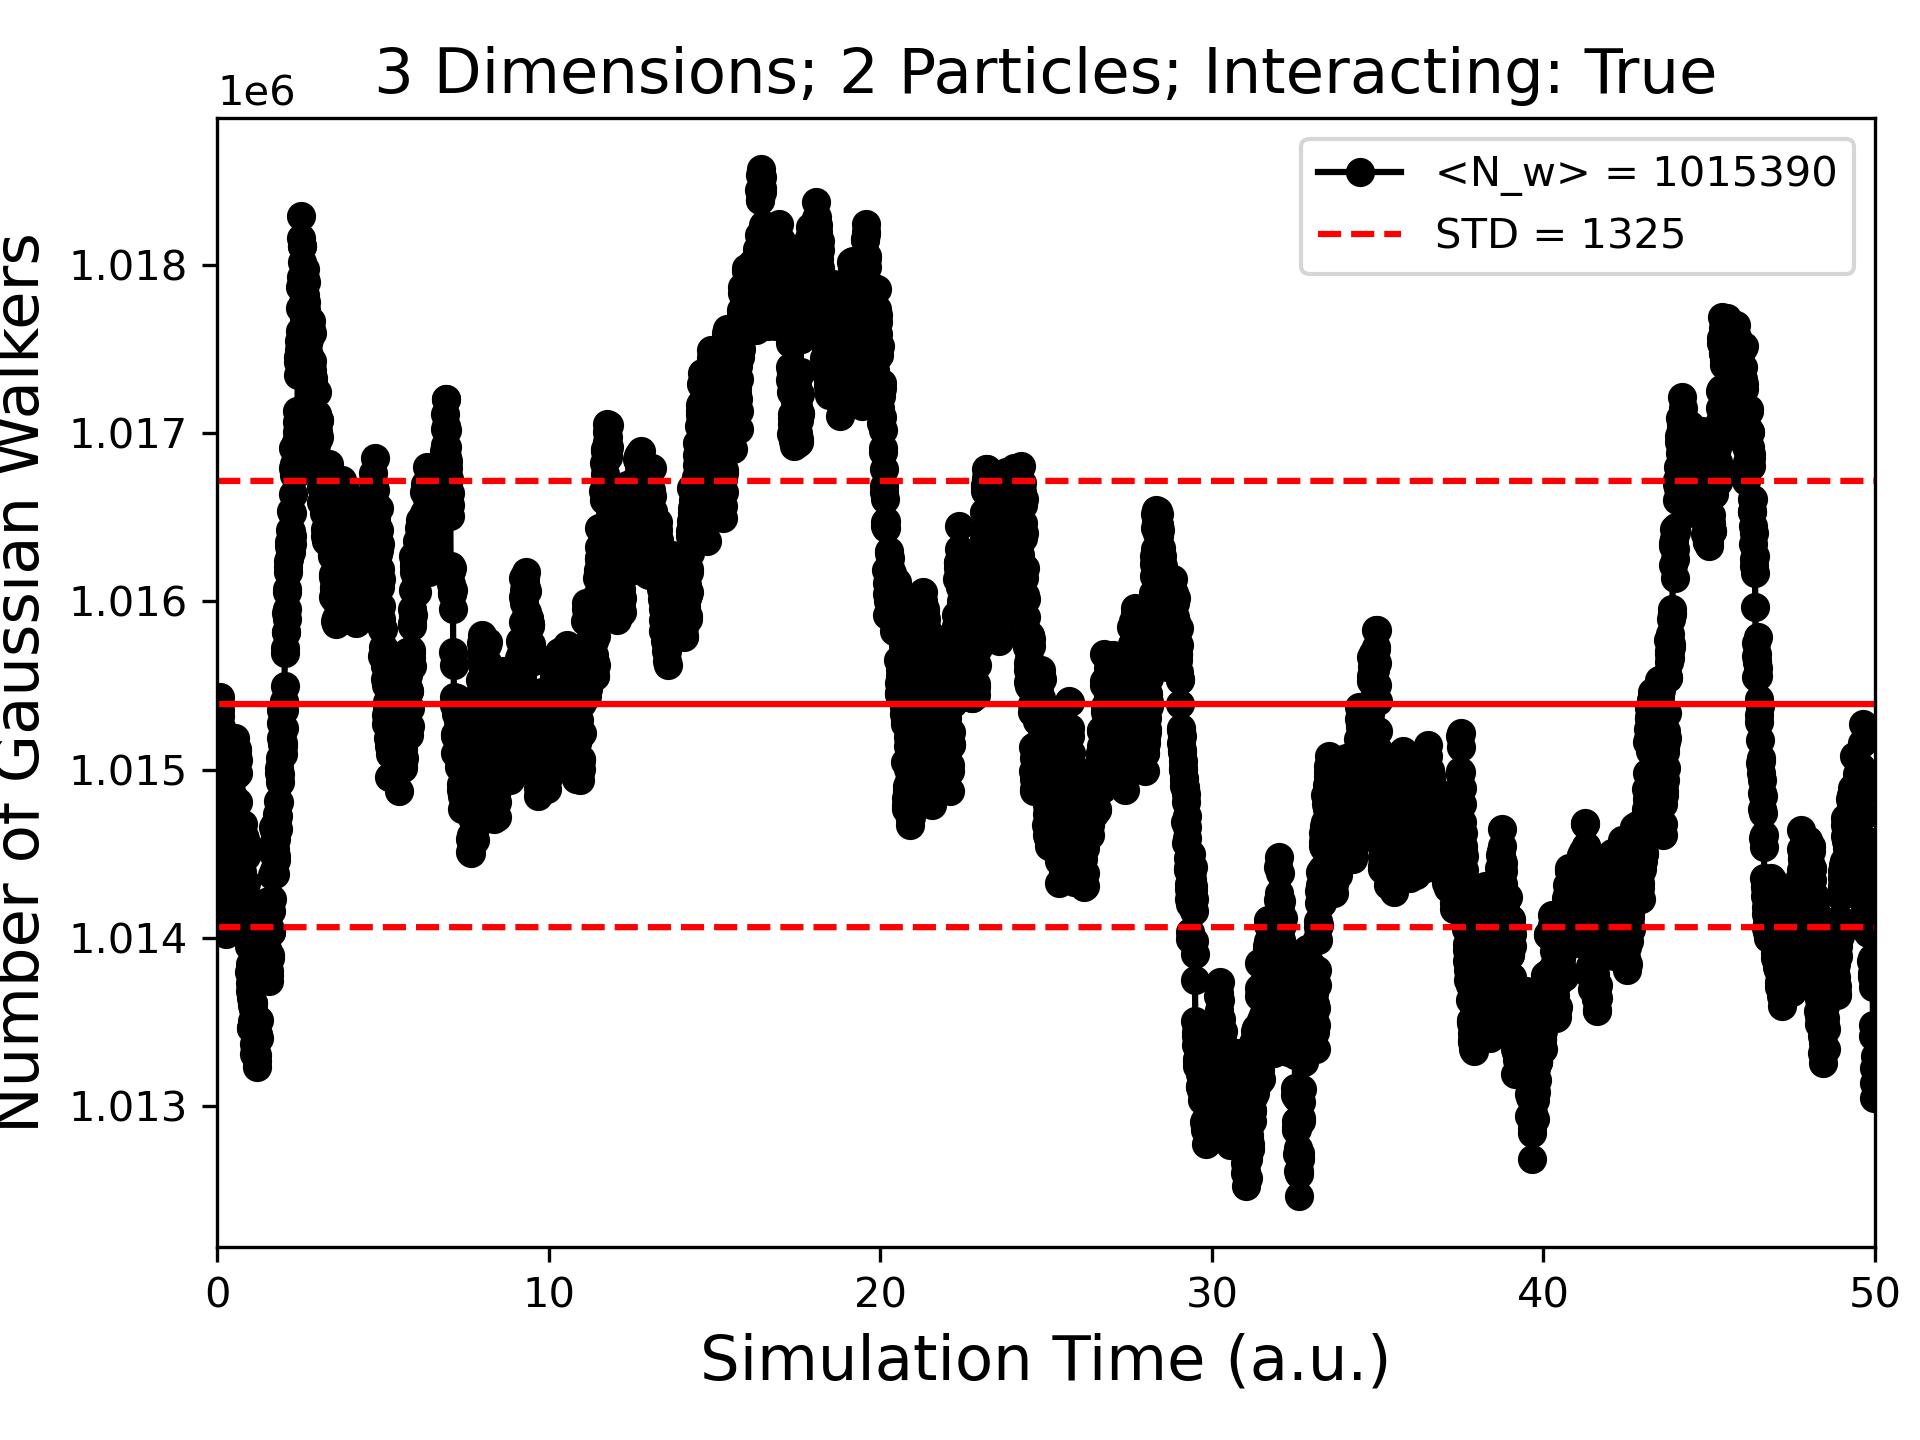 3 Dimensions; 2 Particles; Interacting: True
1e6
<N_w> = 1015390
STD = 1325
Number of Gaussian Walkers
1.018
1.017
1.016
1.015
1.014
1.013
0
10
20
30
40
50
Simulation Time (a.u.)